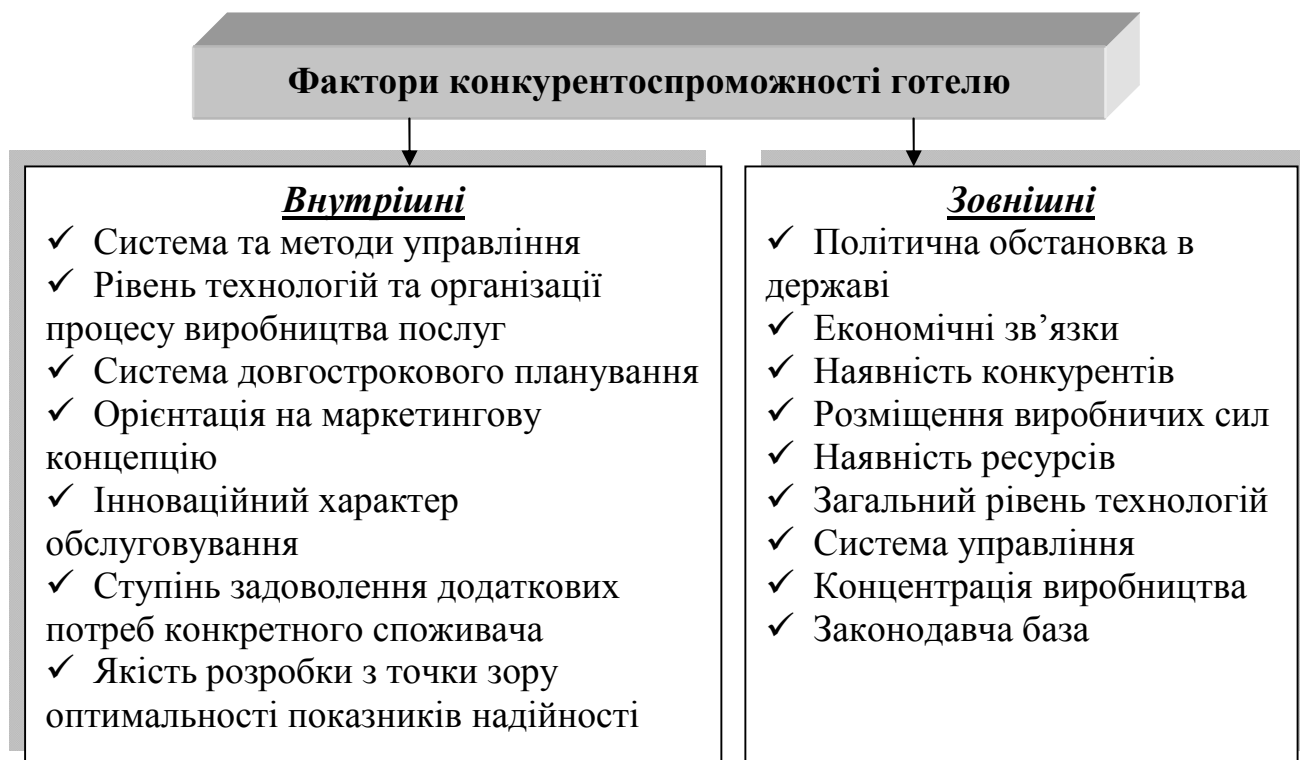 Фактори конкурентоспроможності готелю
Внутрішні
✓ Система та методи управління
✓ Рівень технологій та організації
процесу виробництва послуг
✓ Система довгострокового планування
✓ Орієнтація на маркетингову
концепцію
✓ Інноваційний характер
обслуговування
✓ Ступінь задоволення додаткових
потреб конкретного споживача
✓ Якість розробки з точки зору
оптимальності показників надійності
Зовнішні
✓ Політична обстановка в
державі
✓ Економічні зв’язки
✓ Наявність конкурентів
✓ Розміщення виробничих сил
✓ Наявність ресурсів
✓ Загальний рівень технологій
✓ Система управління
✓ Концентрація виробництва
✓ Законодавча база